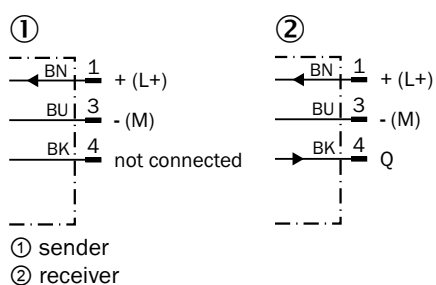 ①
BN 1 + (L+)
BU 3 - (M)
BK 4 not connected
②
BN 1 + (L+)
BU 3 - (M)
BK 4 Q
① sender
② receiver